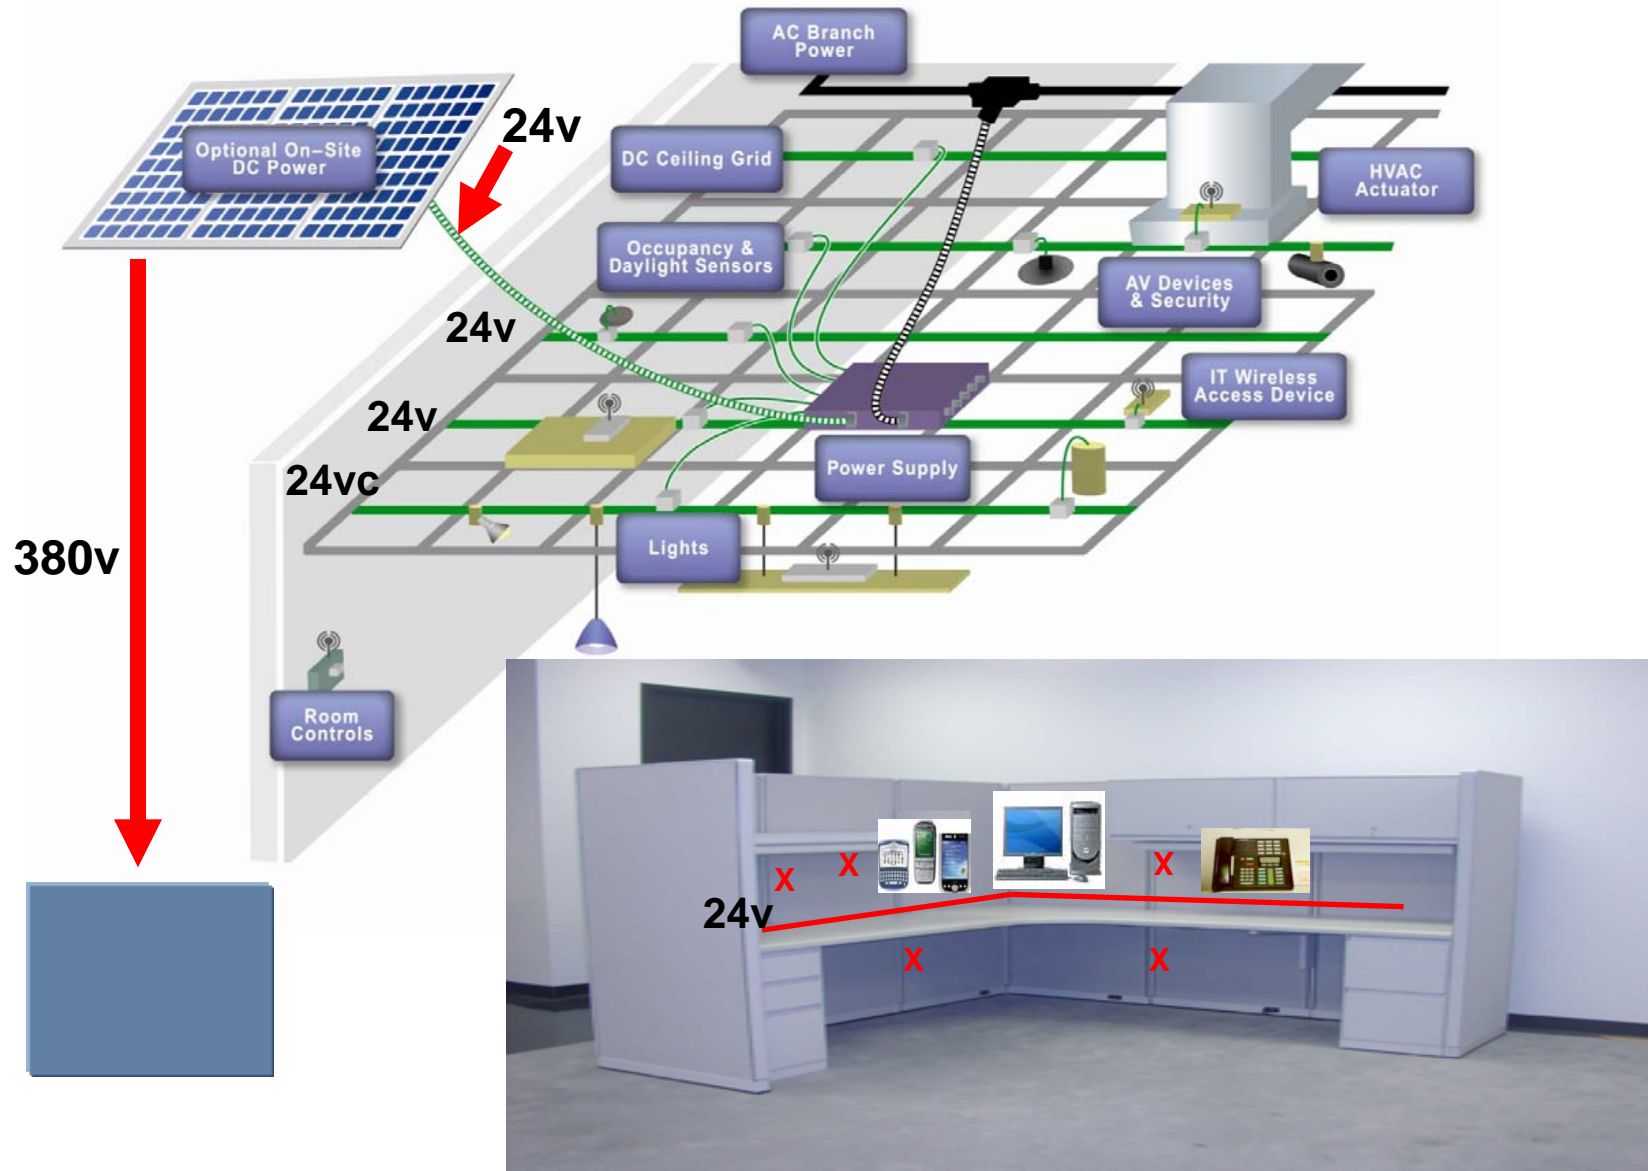 AC Branch
Power
24v
Optional On–Site
DC Power
DC Ceiling Grid
HVAC
Actuator
Occupancy &
Daylight Sensors
AV Devices
& Security
24v
IT Wireless
Access Device
24v
Power Supply
24vc
Lights
380v
Room
Controls
X
X
X
24v
X
X